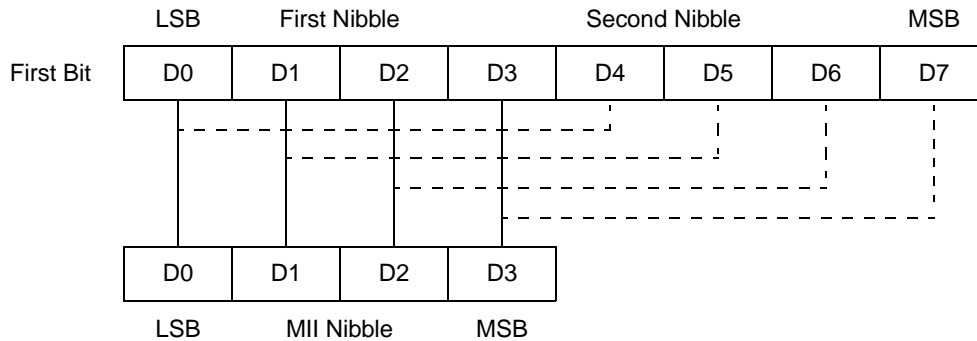 LSB First Nibble Second Nibble MSB
First Bit D0 D1 D2 D3 D4 D5 D6 D7
D0 D1 D2 D3
LSB MII Nibble MSB